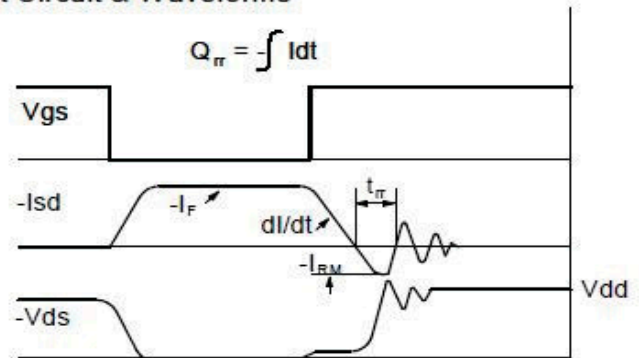 Q_rr = -∫ Idt
Vgs
-Isd
-I_F
t_rr
dI/dt
-I_RM
Vdd
-Vds